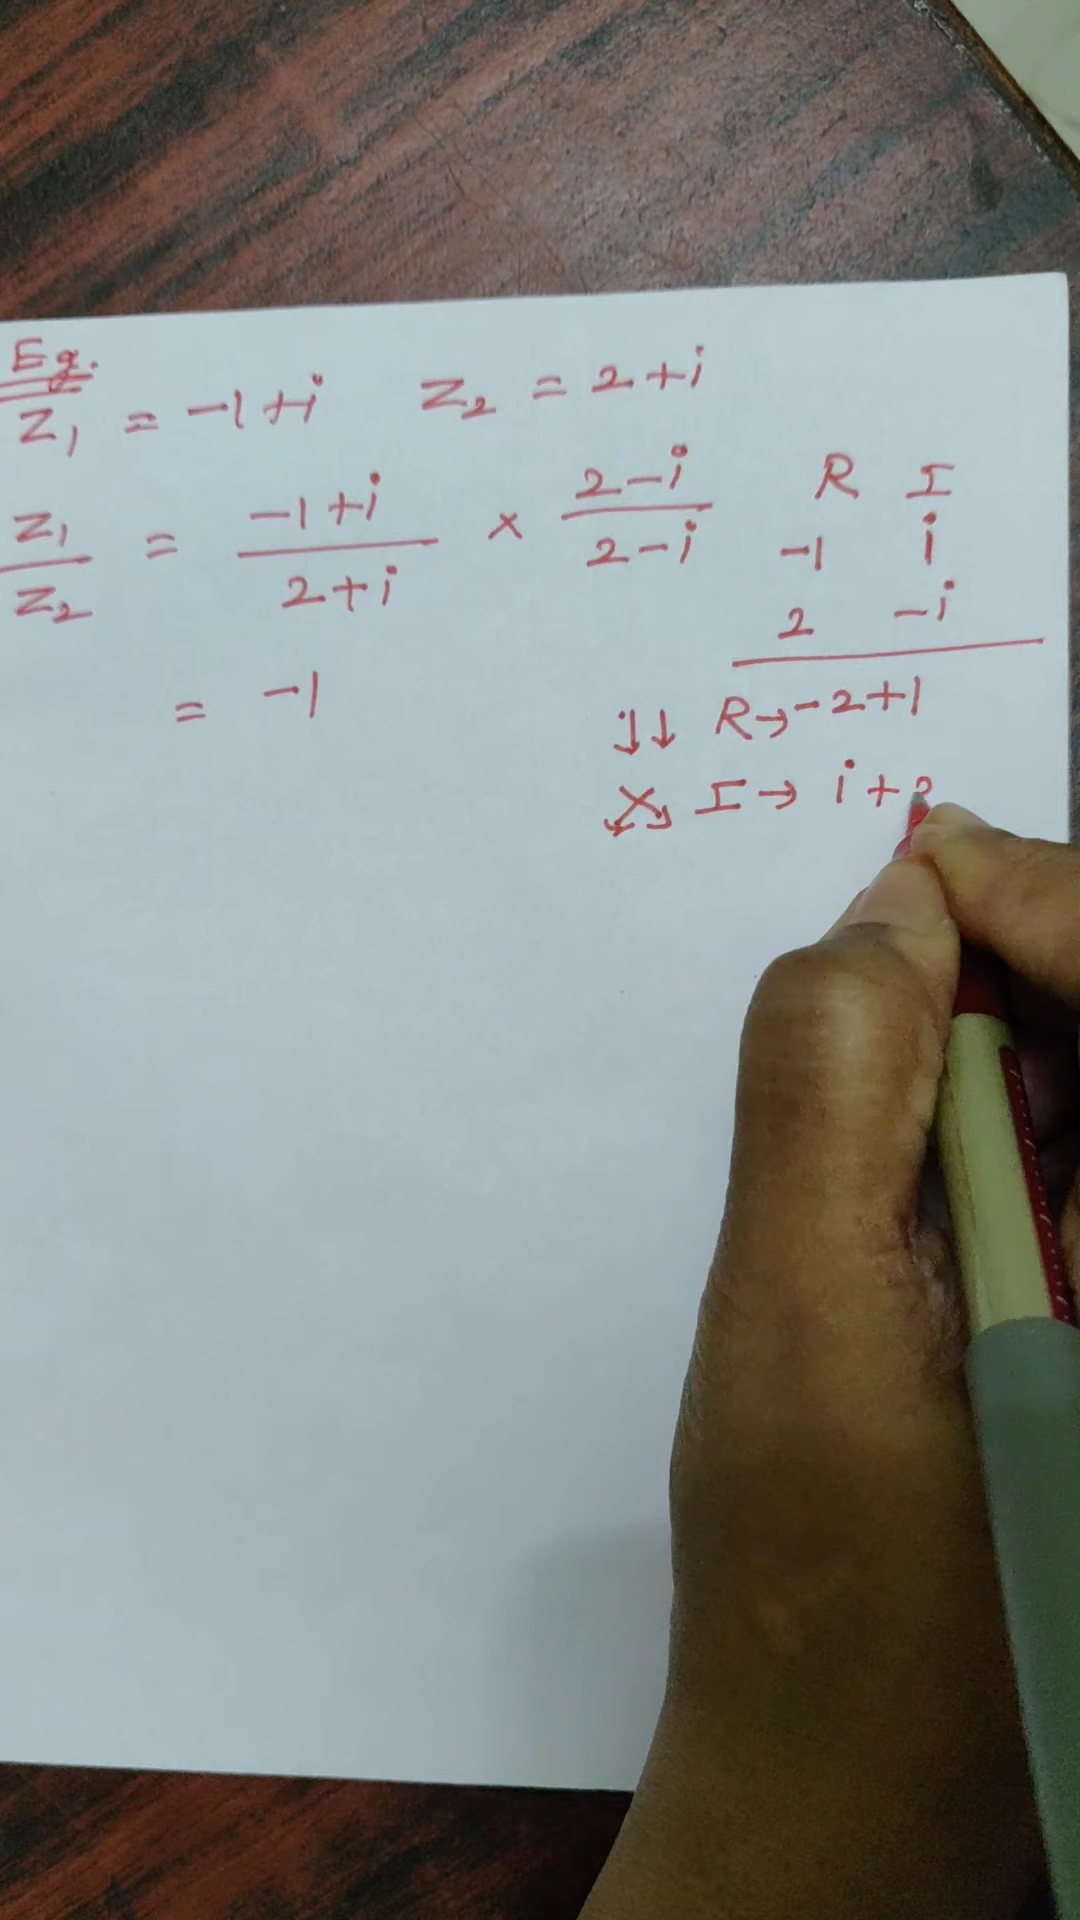 Eg.
Z₁ = -1+i   Z₂ = 2+i
Z₁/Z₂ = (-1+i)/(2+i) × (2-i)/(2-i)
= -1
R I
-1 i
2 -i
↓↓ R→ -2+1
X I→ i+